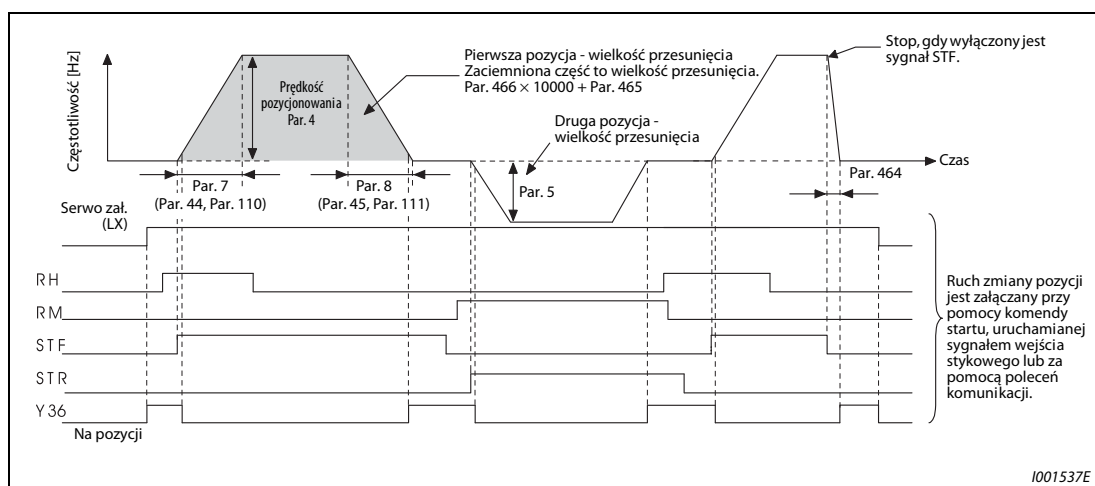 Częstotliwość [Hz]
Prędkość
pozycjonowania
Par. 4
Pierwsza pozycja - wielkość przesunięcia
Zaciemniona część to wielkość przesunięcia.
Par. 466 × 10000 + Par. 465
Stop, gdy wyłączony jest
sygnał STF.
Druga pozycja -
wielkość przesunięcia
Czas
Par. 7
(Par. 44, Par. 110)
Par. 8
(Par. 45, Par. 111)
Par. 5
Par. 464
Serwo zał.
(LX)
RH
RM
STF
STR
Y36
Na pozycji
Ruch zmiany pozycji
jest załączany przy
pomocy komendy
startu, uruchamianej
sygnałem wejścia
stykowego lub za
pomocą poleceń
komunikacji.
I001537E